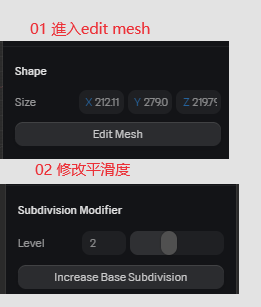 01 進入edit mesh
Shape
Size X 212.11 Y 279.0 Z 219.79
Edit Mesh
02 修改平滑度
Subdivision Modifier
Level 2
Increase Base Subdivision